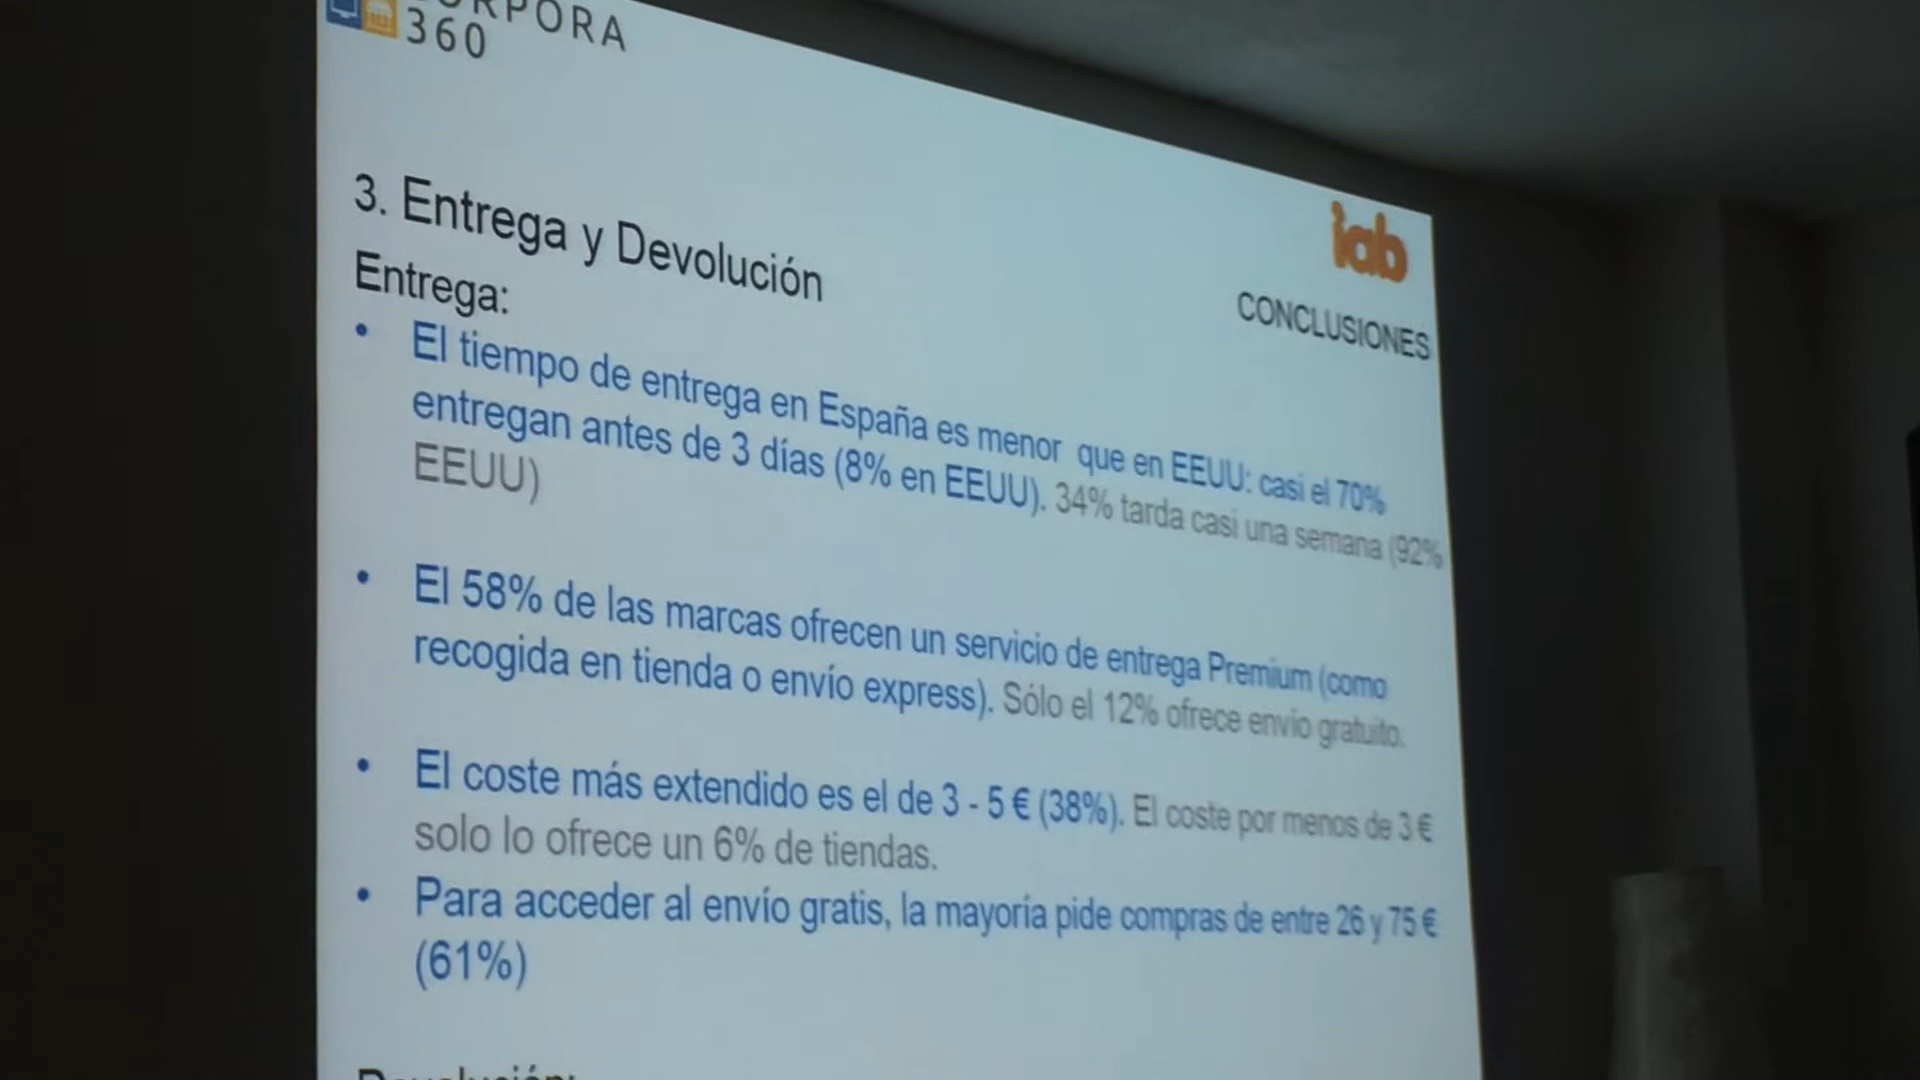 360
3. Entrega y Devolución
iab
CONCLUSIONES
Entrega:
• El tiempo de entrega en España es menor que en EEUU: casi el 70%
entregan antes de 3 días (8% en EEUU). 34% tarda casi una semana (92%
EEUU)
• El 58% de las marcas ofrecen un servicio de entrega Premium (como
recogida en tienda o envío express). Sólo el 12% ofrece envio gratuito.
• El coste más extendido es el de 3 - 5 € (38%). El coste por menos de 3 €
solo lo ofrece un 6% de tiendas.
• Para acceder al envío gratis, la mayoría pide compras de entre 26 y 75 €
(61%)